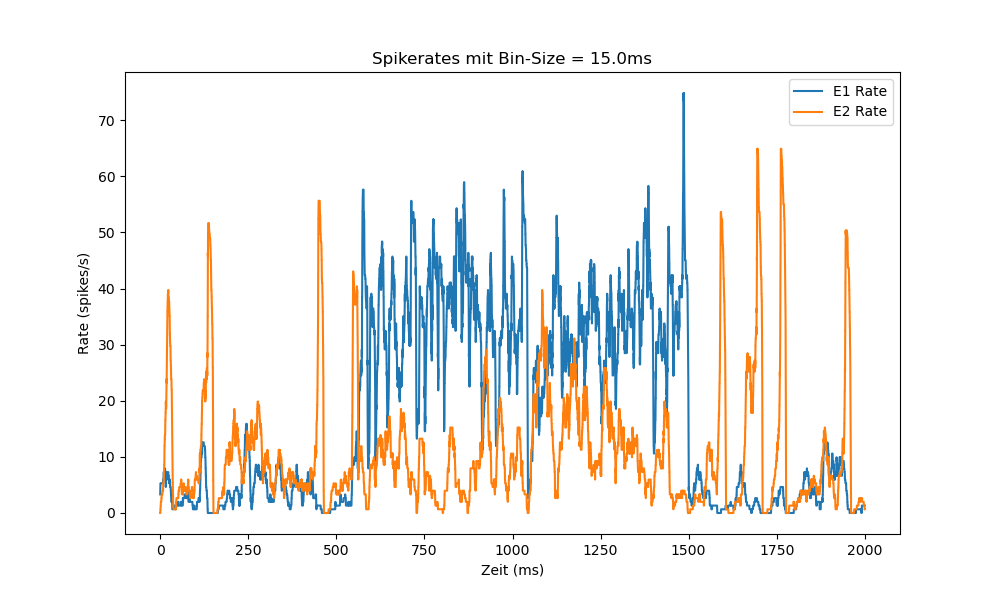 Spikerates mit Bin-Size = 15.0ms
E1 Rate
E2 Rate
Rate (spikes/s)
70
60
50
40
30
20
10
0
0 250 500 750 1000 1250 1500 1750 2000
Zeit (ms)